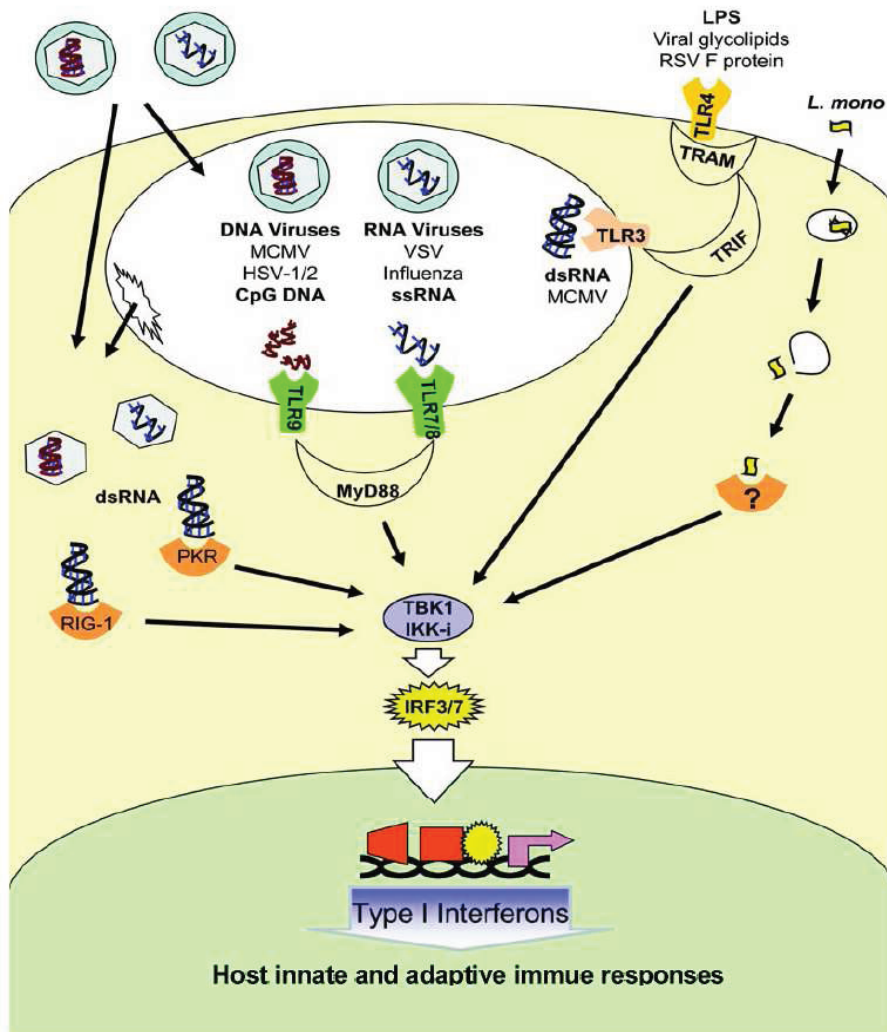 LPS
Viral glycolipids
RSV F protein
TLR4
L. mono
TRAM
TRIF
DNA Viruses
MCMV
HSV-1/2
CpG DNA
RNA Viruses
VSV
Influenza
ssRNA
TLR3
dsRNA
MCMV
TLR9
TLR7/8
MyD88
?
dsRNA
PKR
RIG-1
TBK1
IKK-i
IRF3/7
Type I Interferons
Host innate and adaptive immue responses